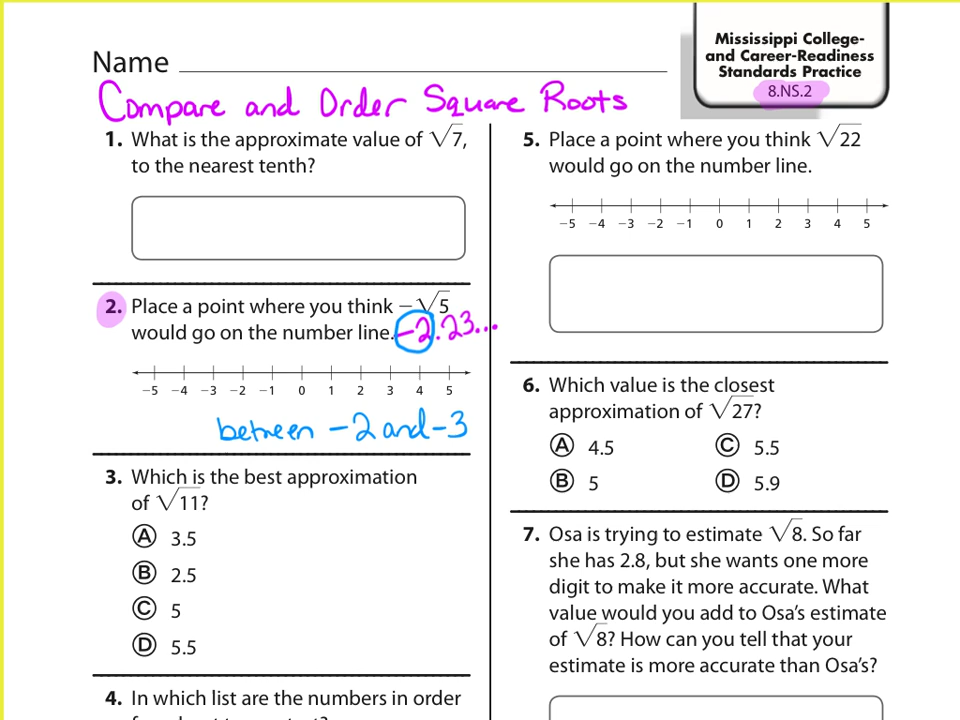 Name
Mississippi College-
and Career-Readiness
Standards Practice
8.NS.2
Compare and Order Square Roots
1. What is the approximate value of √7,
to the nearest tenth?
2. Place a point where you think −√5
would go on the number line.
-2.23...
−5 −4 −3 −2 −1 0 1 2 3 4 5
between -2 and -3
3. Which is the best approximation
of √11?
Ⓐ 3.5
Ⓑ 2.5
Ⓒ 5
Ⓓ 5.5
4. In which list are the numbers in order
5. Place a point where you think √22
would go on the number line.
−5 −4 −3 −2 −1 0 1 2 3 4 5
6. Which value is the closest
approximation of √27?
Ⓐ 4.5 Ⓒ 5.5
Ⓑ 5 Ⓓ 5.9
7. Osa is trying to estimate √8. So far
she has 2.8, but she wants one more
digit to make it more accurate. What
value would you add to Osa’s estimate
of √8? How can you tell that your
estimate is more accurate than Osa’s?